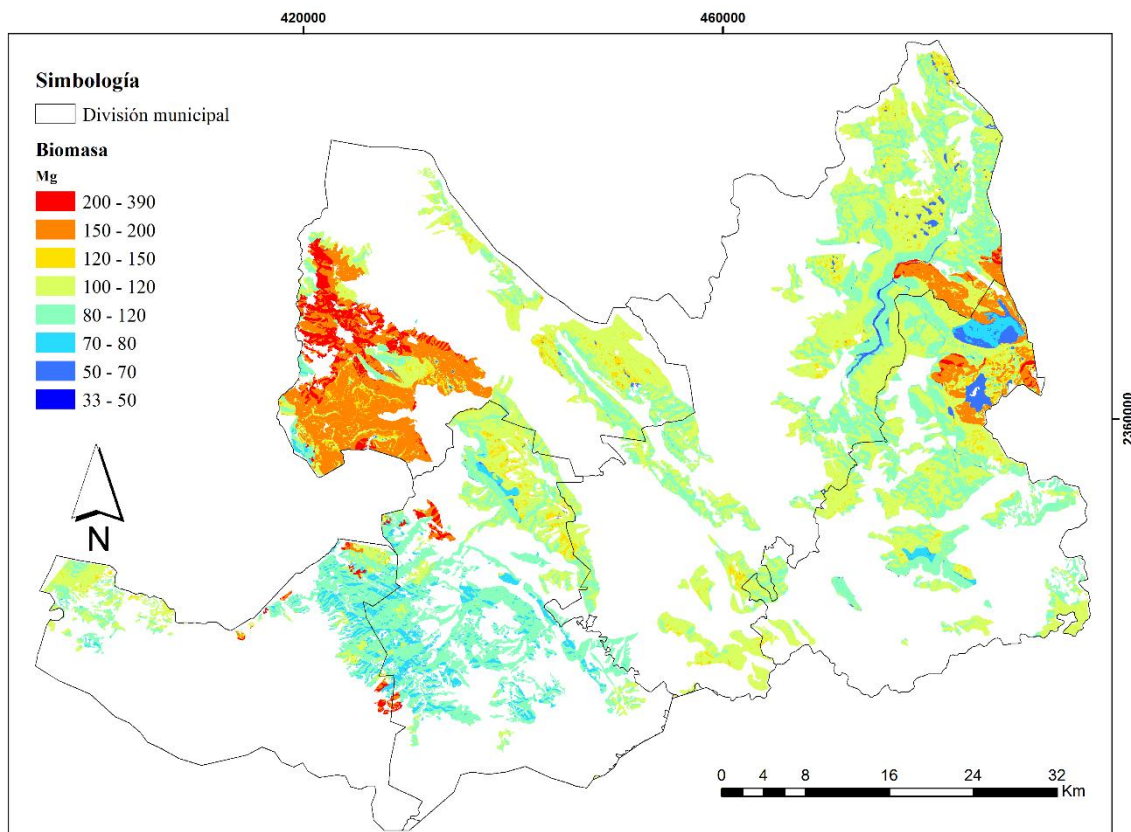 420000
460000
Simbología
División municipal
Biomasa
Mg
200 - 390
150 - 200
120 - 150
100 - 120
80 - 120
70 - 80
50 - 70
33 - 50
2360000
N
0 4 8 16 24 32
Km